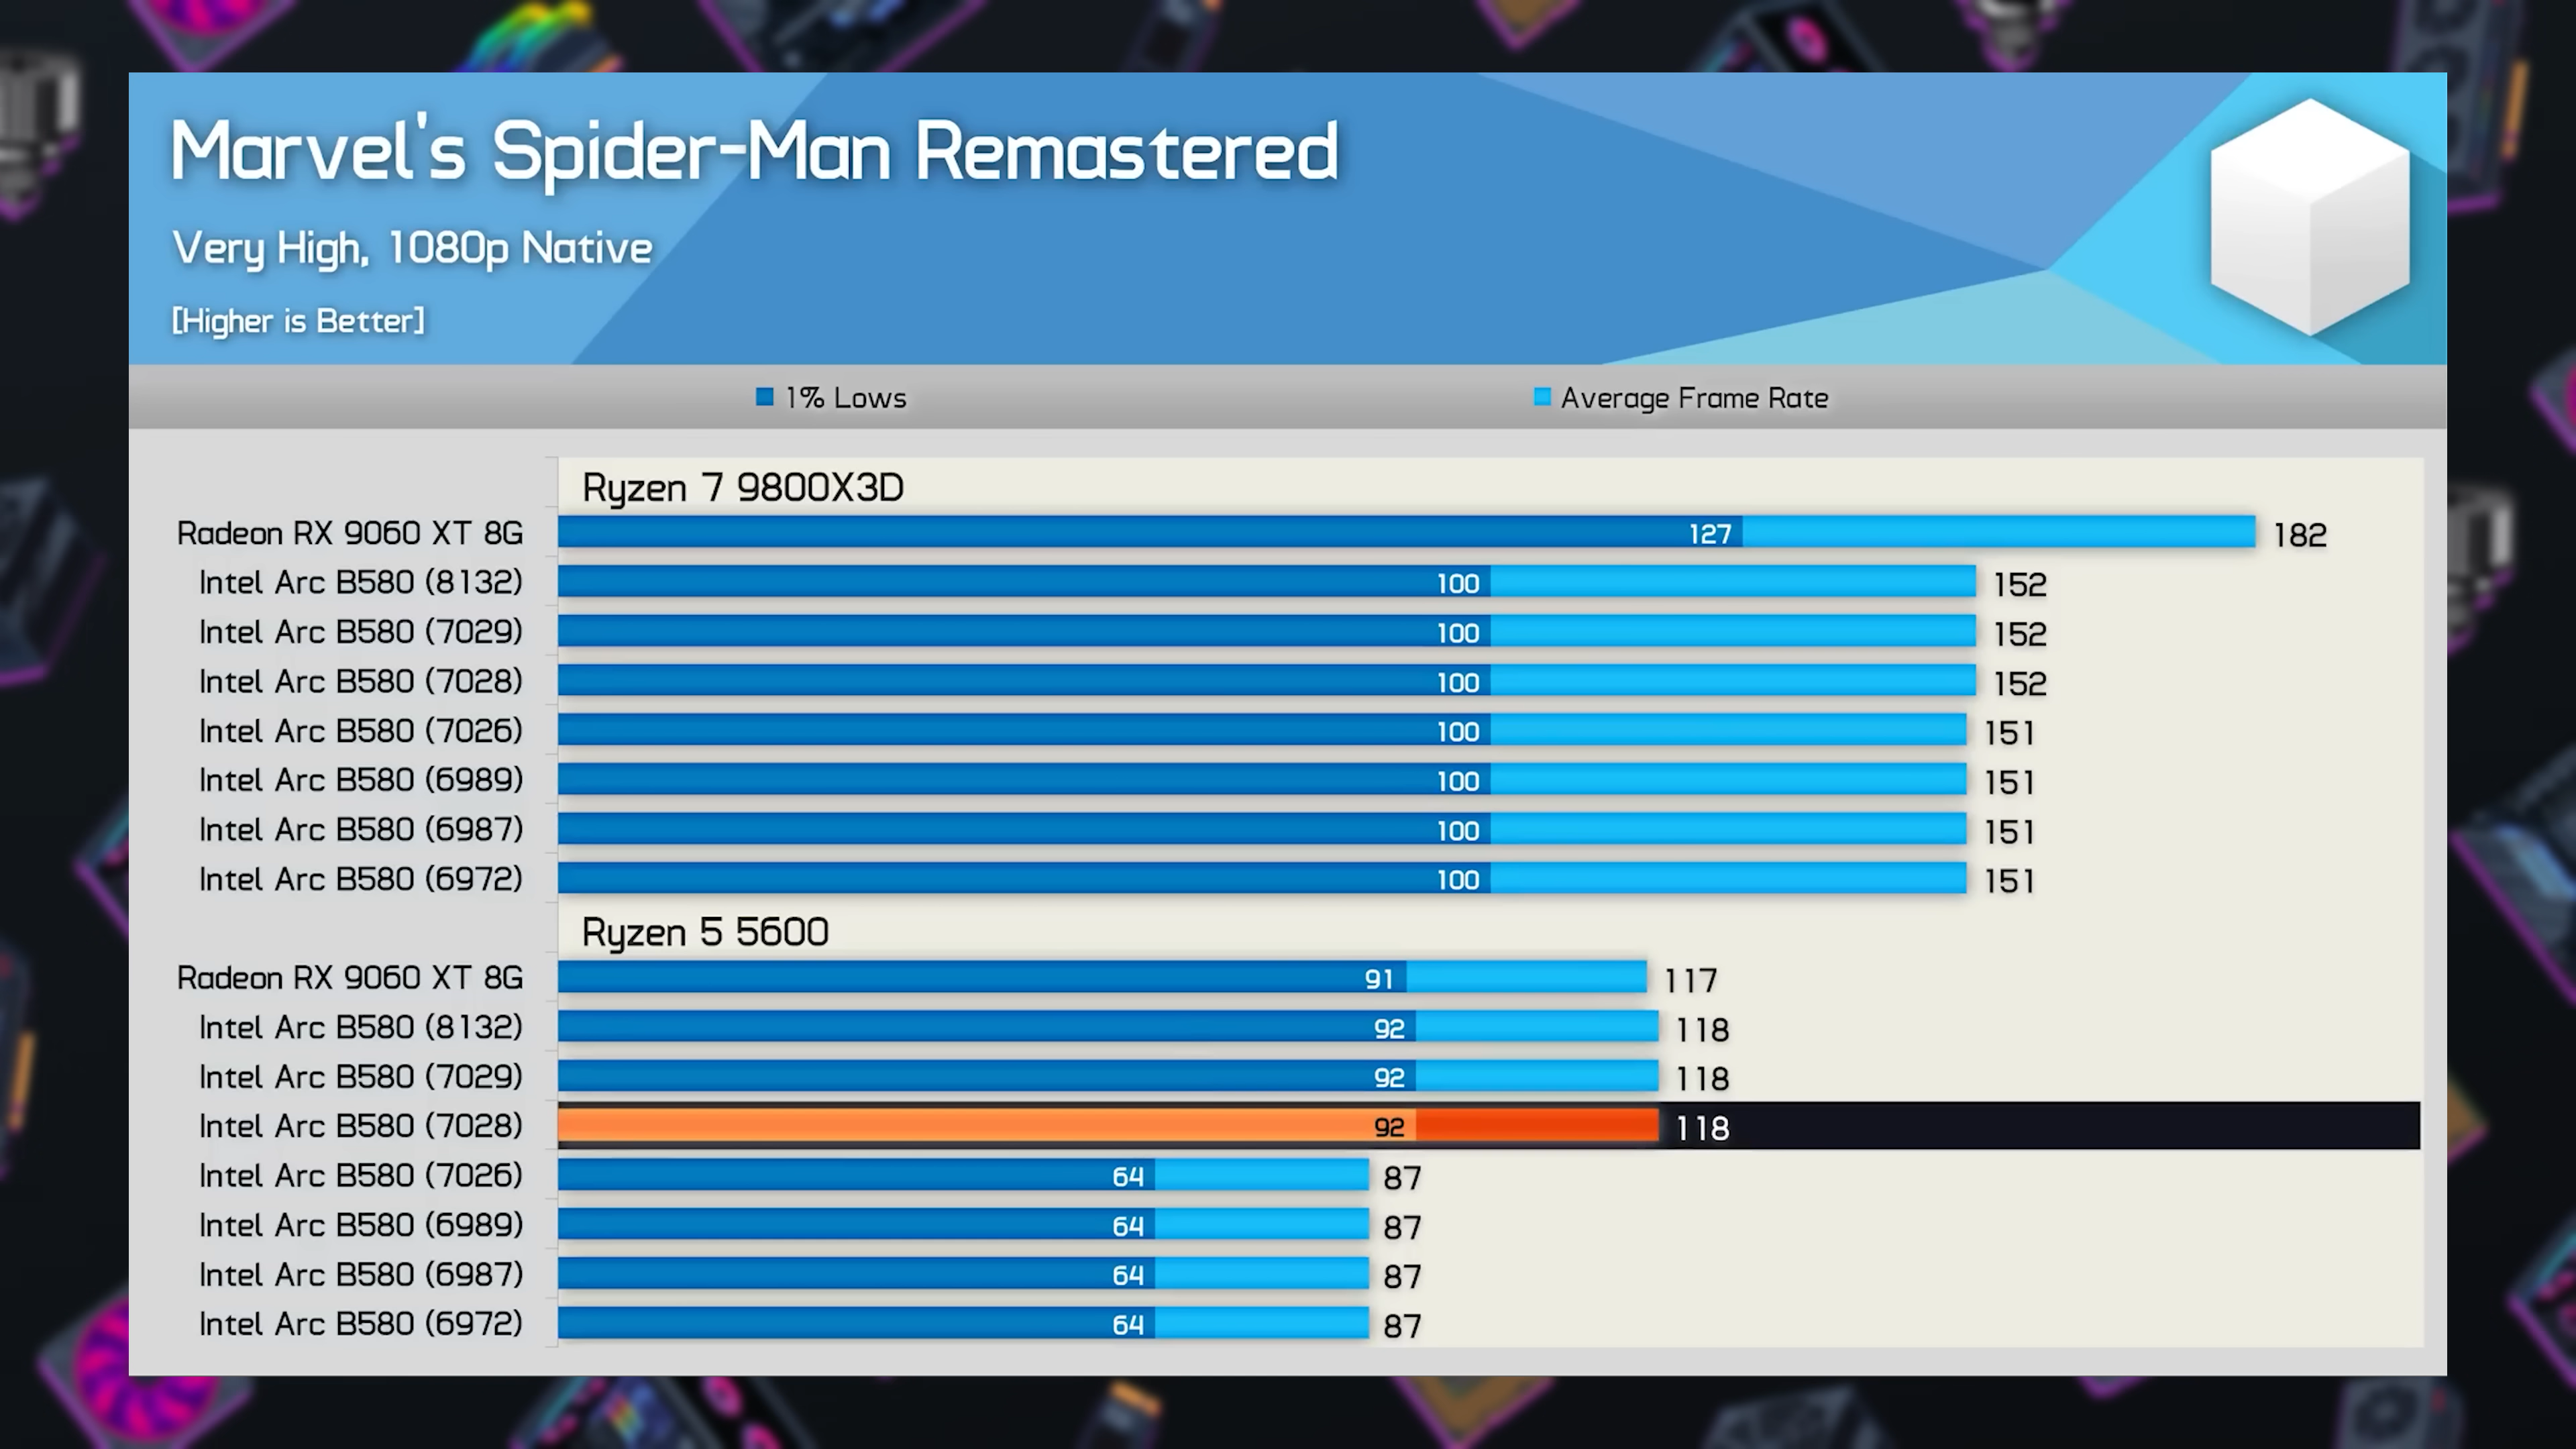 Marvel's Spider-Man Remastered
Very High, 1080p Native
[Higher is Better]
1% Lows
Average Frame Rate
Ryzen 7 9800X3D
Radeon RX 9060 XT 8G 127 182
Intel Arc B580 (8132) 100 152
Intel Arc B580 (7029) 100 152
Intel Arc B580 (7028) 100 152
Intel Arc B580 (7026) 100 151
Intel Arc B580 (6989) 100 151
Intel Arc B580 (6987) 100 151
Intel Arc B580 (6972) 100 151
Ryzen 5 5600
Radeon RX 9060 XT 8G 91 117
Intel Arc B580 (8132) 92 118
Intel Arc B580 (7029) 92 118
Intel Arc B580 (7028) 92 118
Intel Arc B580 (7026) 64 87
Intel Arc B580 (6989) 64 87
Intel Arc B580 (6987) 64 87
Intel Arc B580 (6972) 64 87